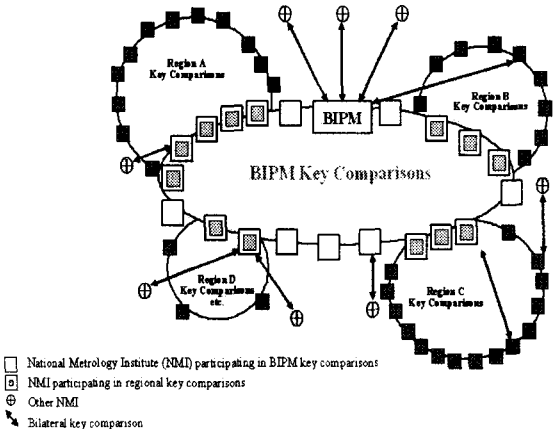 Region A
Key Comparisons
BIPM
Region B
Key Comparisons
BIPM Key Comparisons
Region D
Key Comparisons
etc.
Region C
Key Comparisons
National Metrology Institute (NMI) participating in BIPM key comparisons
NMI participating in regional key comparisons
Other NMI
Bilateral key comparison